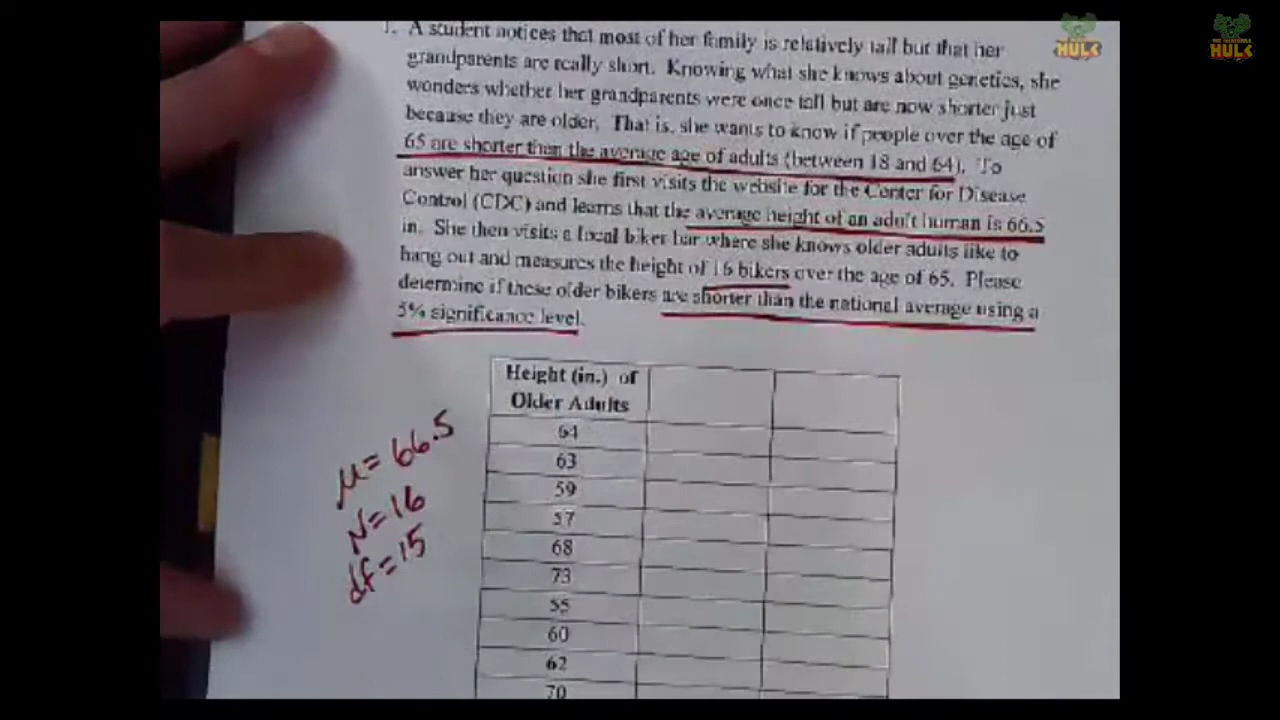 1. A student notices that most of her family is relatively tall but that her
grandparents are really short. Knowing what she knows about genetics, she
wonders whether her grandparents were once tall but are now shorter just
because they are older. That is, she wants to know if people over the age of
65 are shorter than the average age of adults (between 18 and 64). To
answer her question she first visits the website for the Center for Disease
Control (CDC) and learns that the average height of an adult human is 66.5
in. She then visits a local biker bar where she knows older adults like to
hang out and measures the height of 16 bikers over the age of 65. Please
determine if these older bikers are shorter than the national average using a
5% significance level.
Height (in.) of
Older Adults
64
63
59
57
68
73
55
60
62
70
μ = 66.5
N = 16
df = 15
HULK
HULK